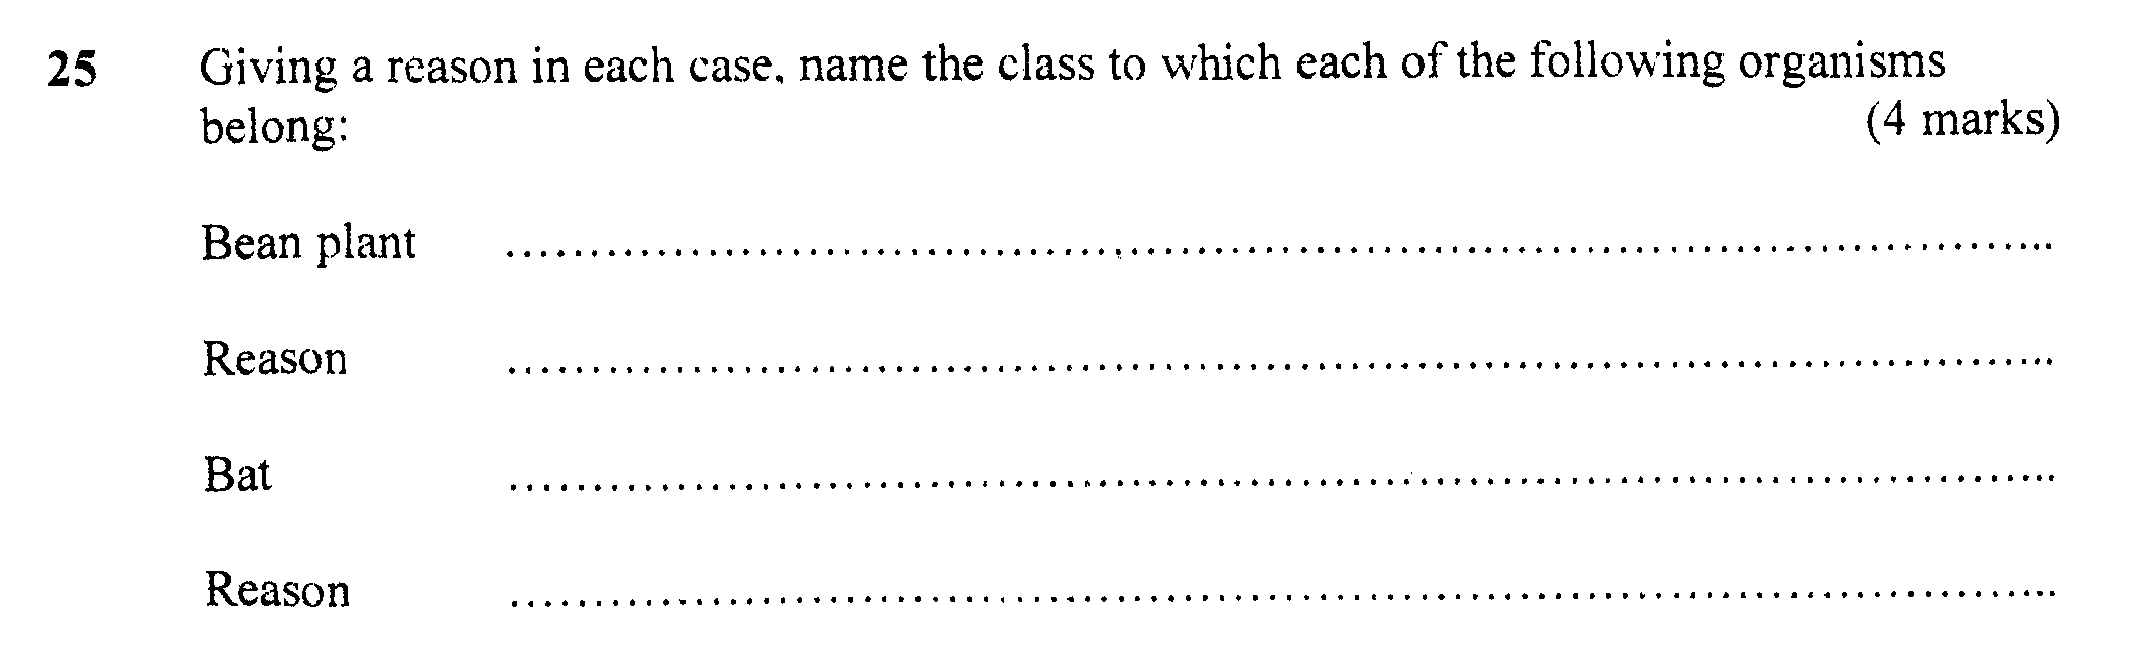 25 Giving a reason in each case, name the class to which each of the following organisms
belong: (4 marks)
Bean plant ........................................................................................
Reason ........................................................................................
Bat ........................................................................................
Reason ........................................................................................